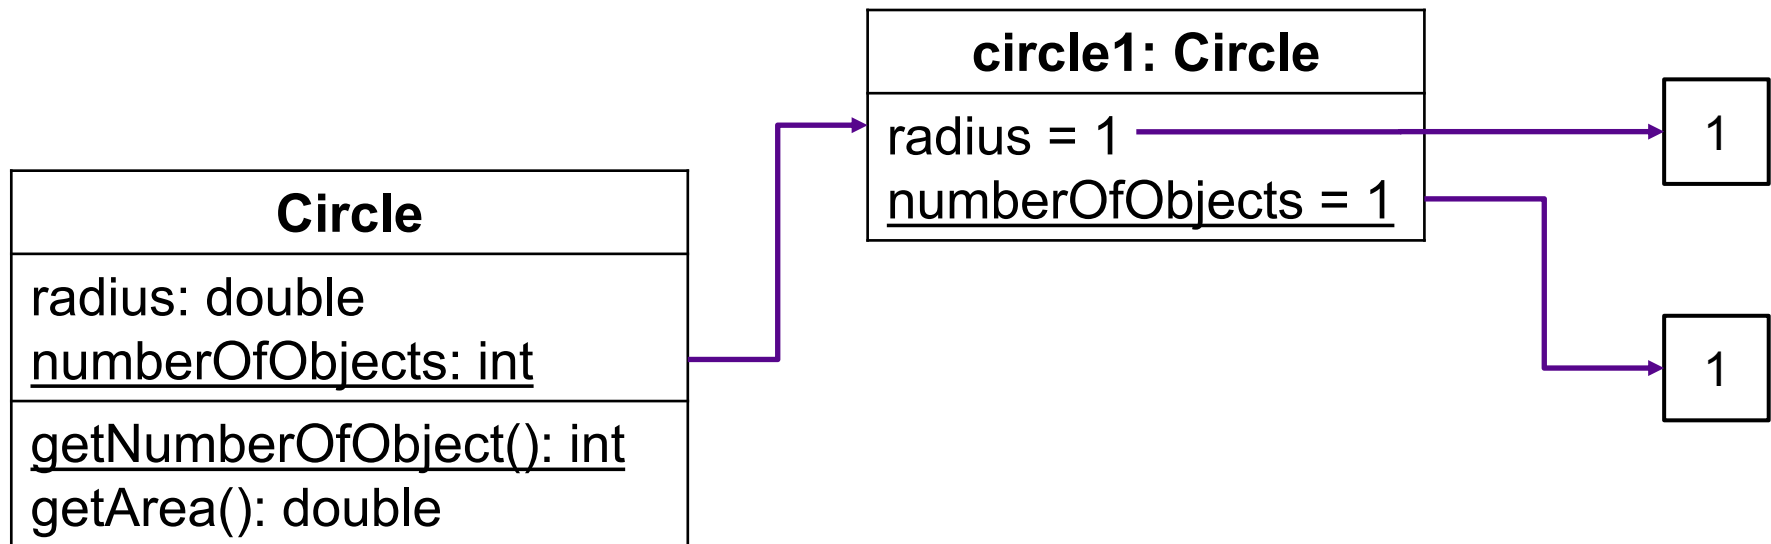 circle1: Circle
radius = 1
numberOfObjects = 1
1
1
Circle
radius: double
numberOfObjects: int
getNumberOfObject(): int
getArea(): double